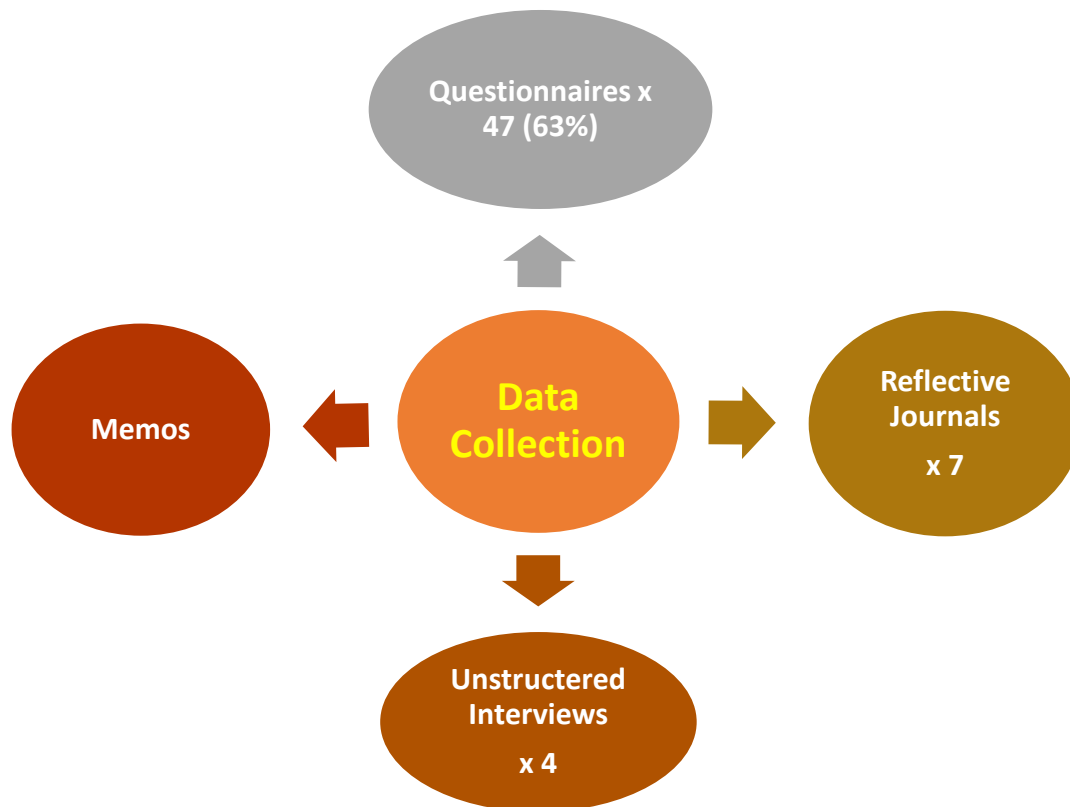 Questionnaires x
47 (63%)
Memos
Data
Collection
Reflective
Journals
x 7
Unstructered
Interviews
x 4